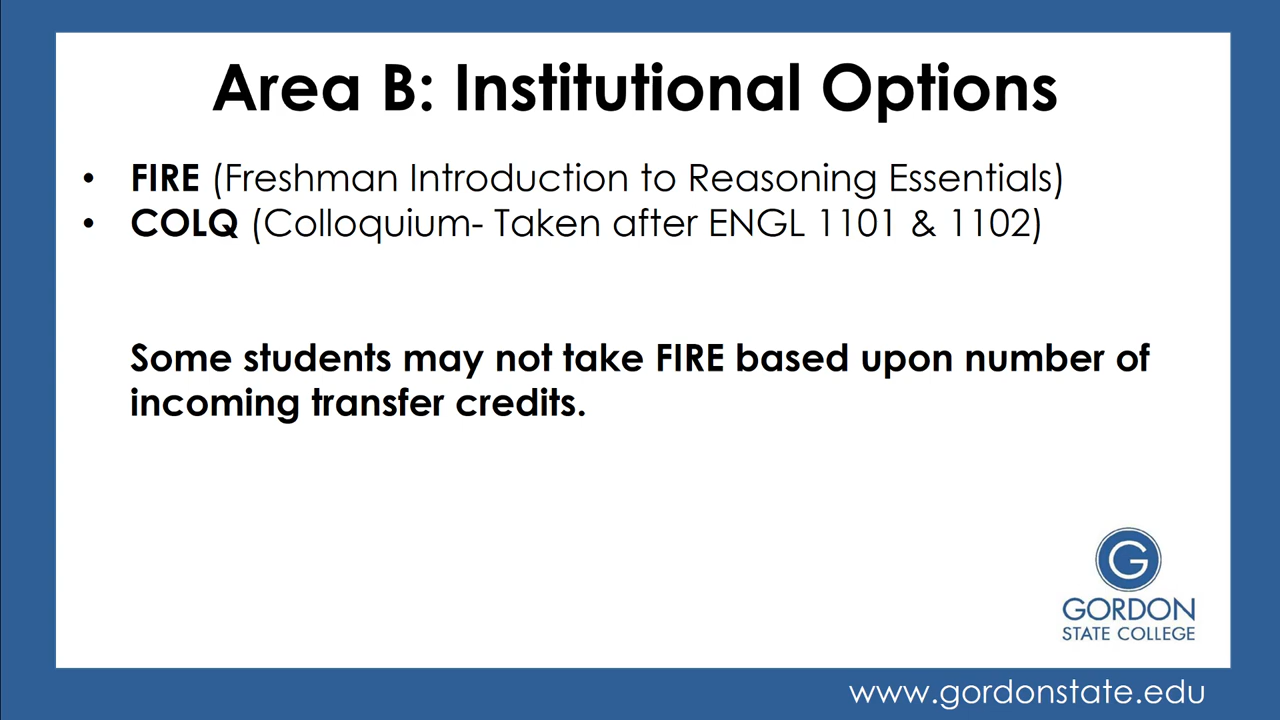 Area B: Institutional Options
• FIRE (Freshman Introduction to Reasoning Essentials)
• COLQ (Colloquium- Taken after ENGL 1101 & 1102)
Some students may not take FIRE based upon number of
incoming transfer credits.
G
GORDON
STATE COLLEGE
www.gordonstate.edu